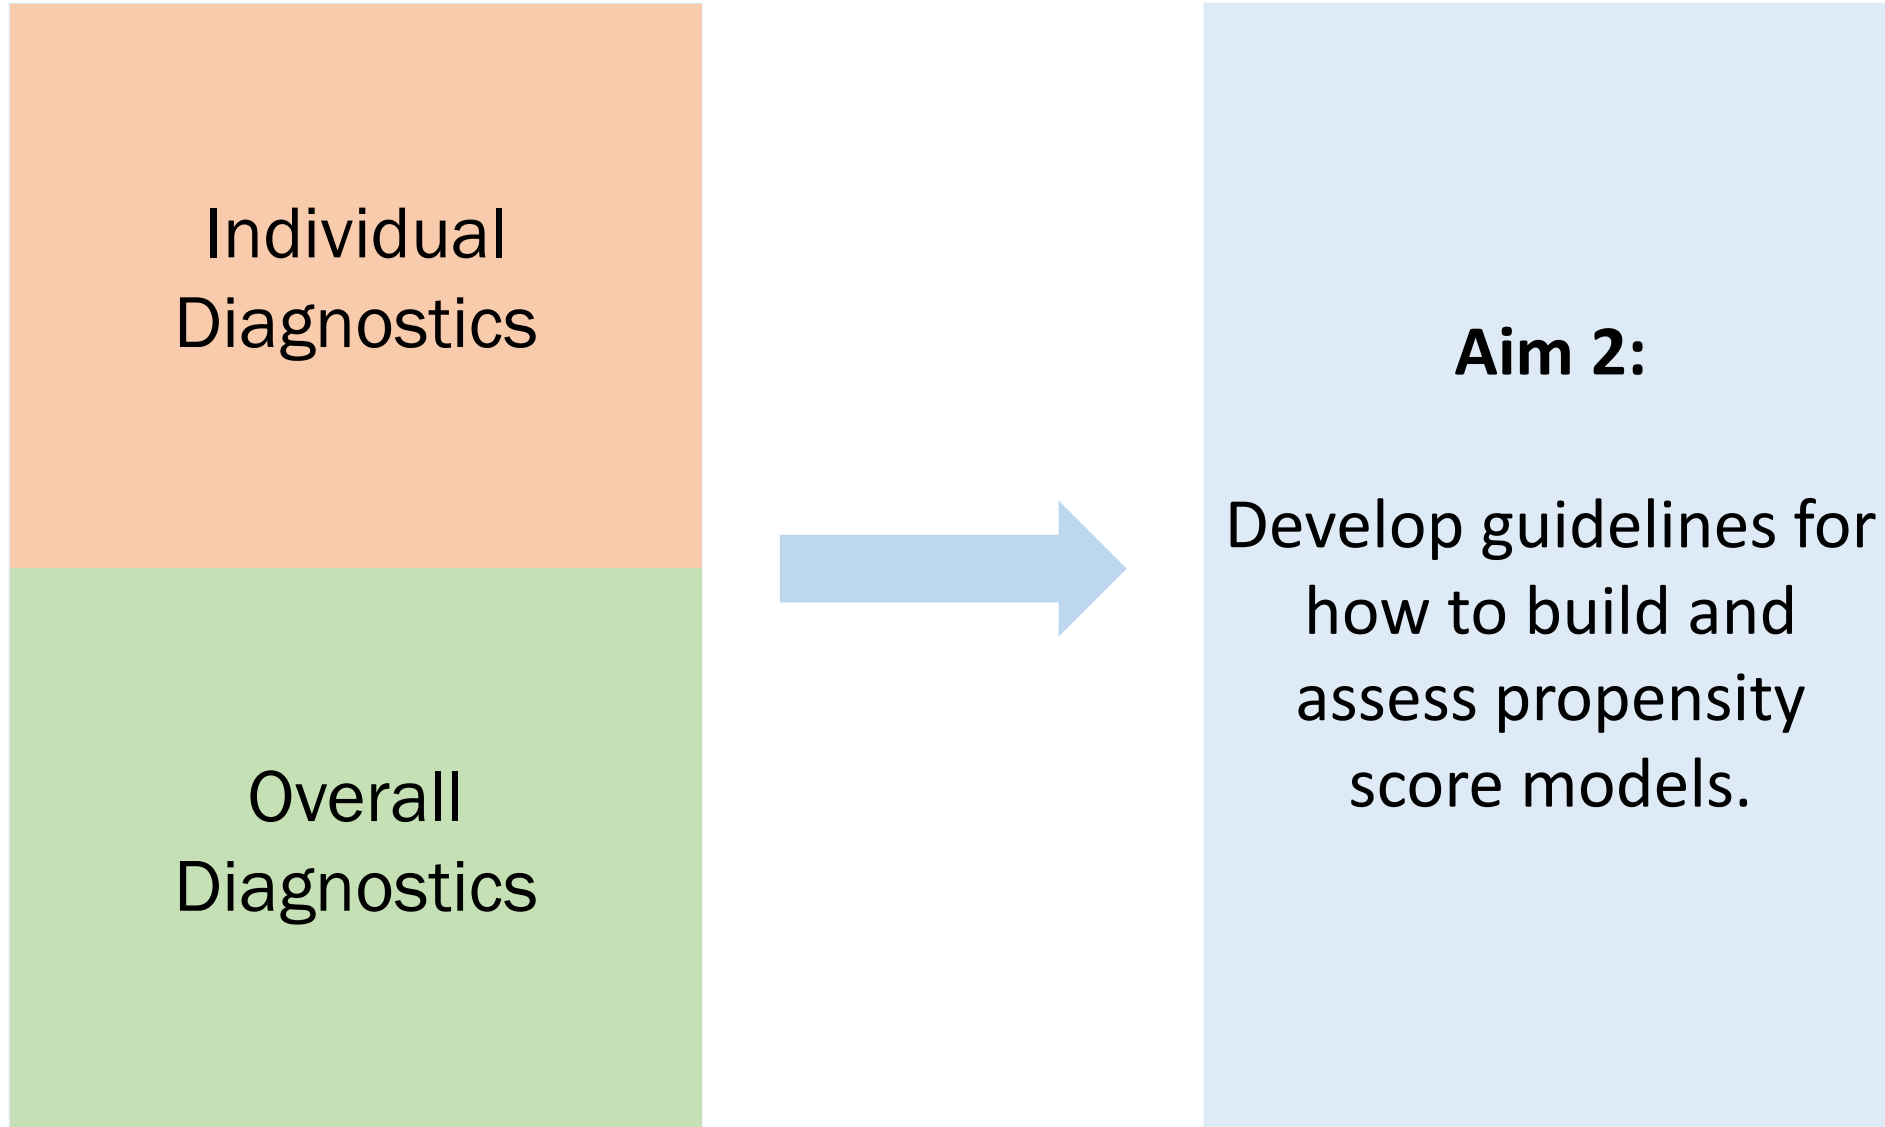 Individual
Diagnostics
Overall
Diagnostics
Aim 2:
Develop guidelines for
how to build and
assess propensity
score models.